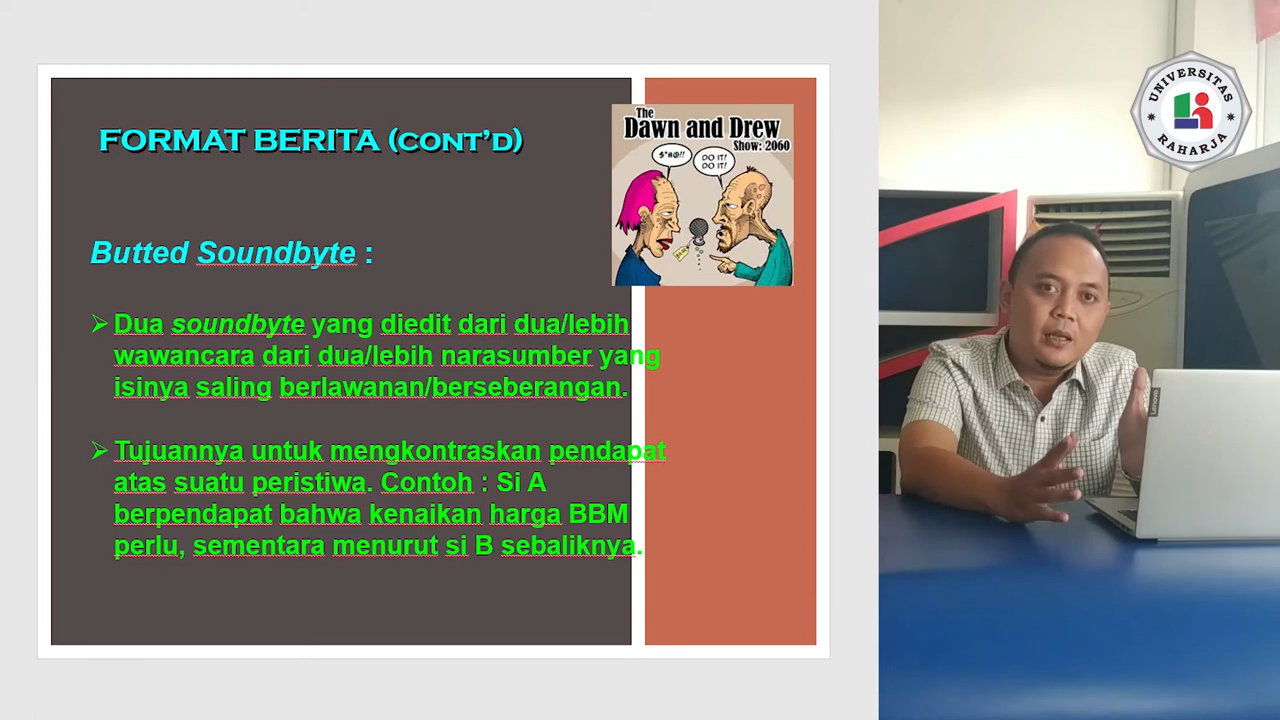 FORMAT BERITA (CONT'D)
The
Dawn and Drew
Show: 2060
$*#@!!
DO IT!
DO IT!
Butted Soundbyte :
Dua soundbyte yang diedit dari dua/lebih
wawancara dari dua/lebih narasumber yang
isinya saling berlawanan/berseberangan.
Tujuannya untuk mengkontraskan pendapat
atas suatu peristiwa. Contoh : Si A
berpendapat bahwa kenaikan harga BBM
perlu, sementara menurut si B sebaliknya.
UNIVERSITAS
RAHARJA
Lenovo